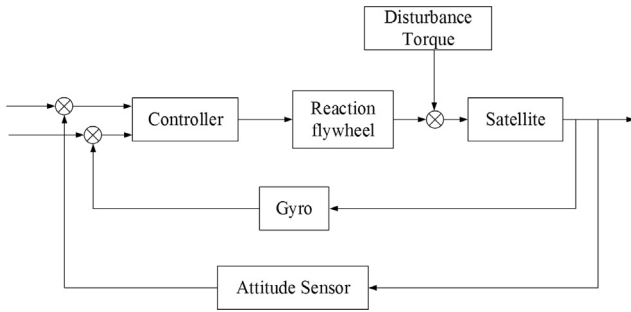 Disturbance
Torque
Controller
Reaction
flywheel
Satellite
Gyro
Attitude Sensor